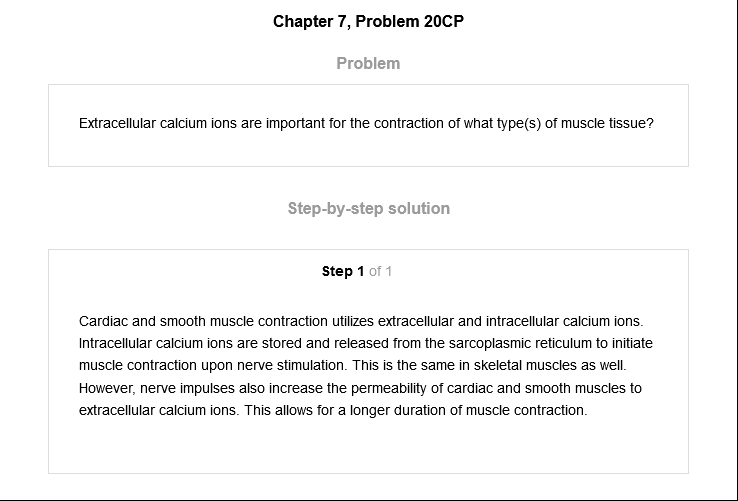 Chapter 7, Problem 20CP
Problem
Extracellular calcium ions are important for the contraction of what type(s) of muscle tissue?
Step-by-step solution
Step 1 of 1
Cardiac and smooth muscle contraction utilizes extracellular and intracellular calcium ions.
Intracellular calcium ions are stored and released from the sarcoplasmic reticulum to initiate
muscle contraction upon nerve stimulation. This is the same in skeletal muscles as well.
However, nerve impulses also increase the permeability of cardiac and smooth muscles to
extracellular calcium ions. This allows for a longer duration of muscle contraction.